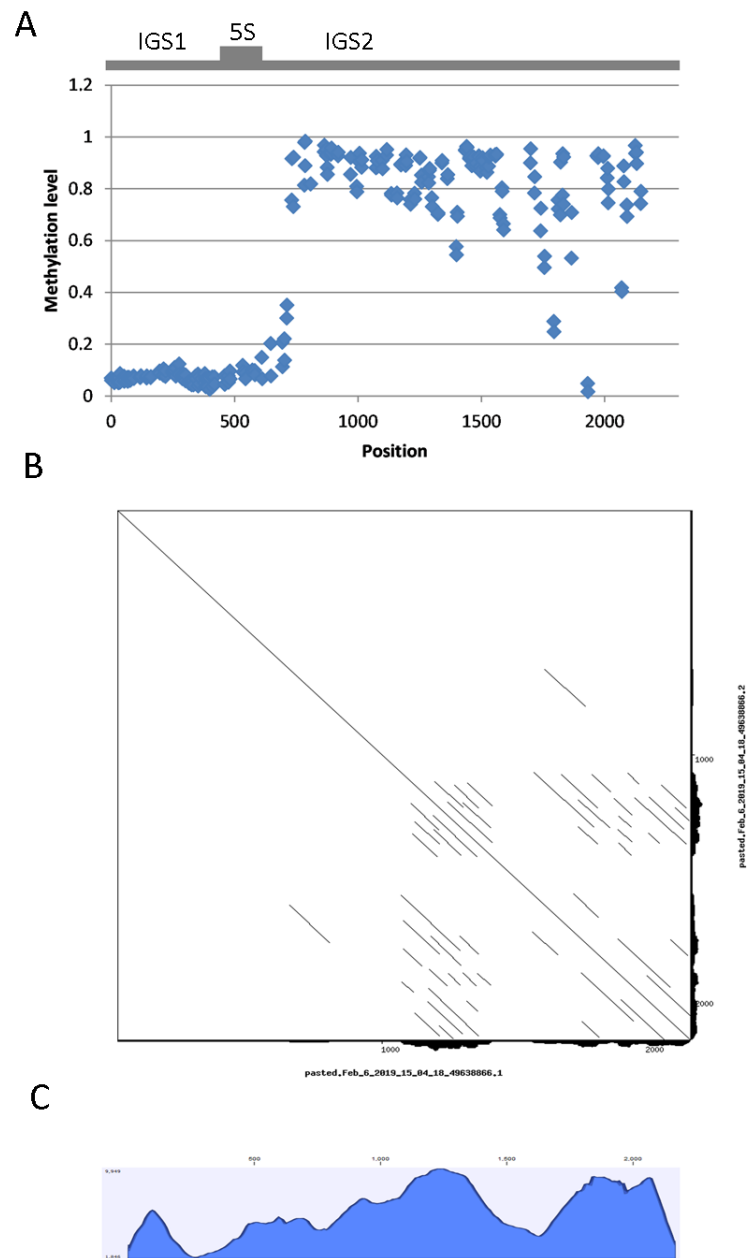 A
IGS1 5S IGS2
1.2
1
0.8
0.6
0.4
0.2
0
Methylation level
0 500 1000 1500 2000
Position
B
1000
2000
pasted.Feb_6_2019_15_04_18_49638866.2
1000 2000
pasted.Feb_6_2019_15_04_18_49638866.1
C
500 1,000 1,500 2,000